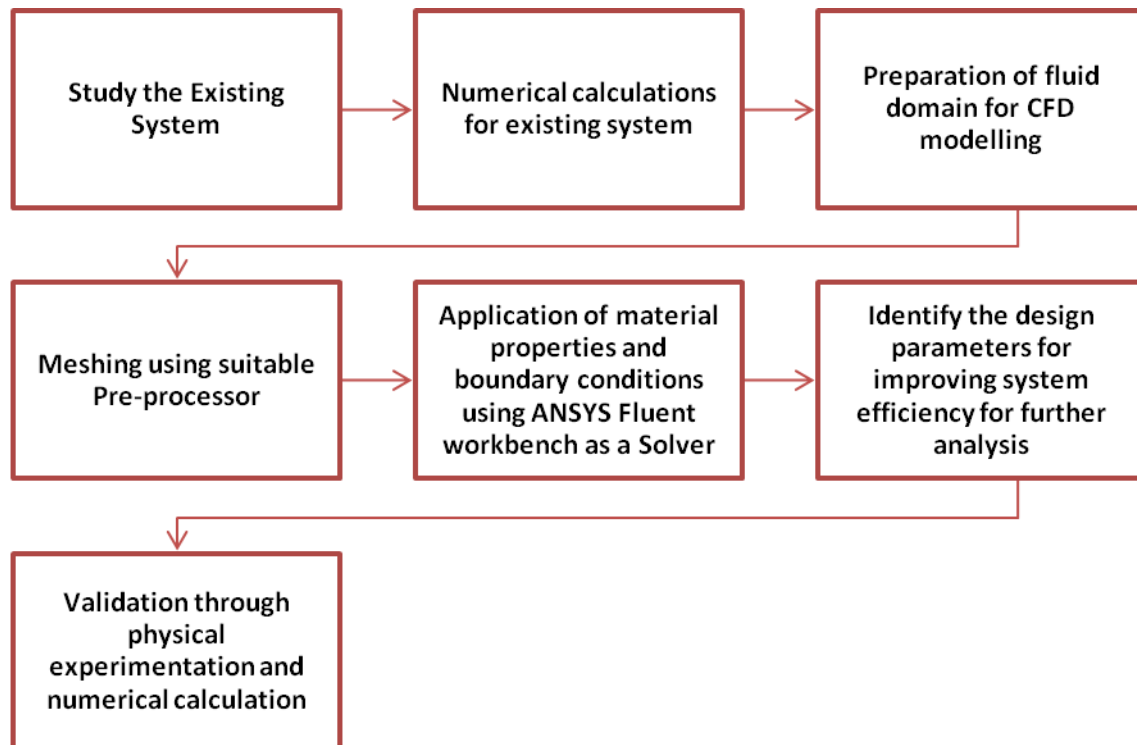 Study the Existing
System
Numerical calculations
for existing system
Preparation of fluid
domain for CFD
modelling
Meshing using suitable
Pre-processor
Application of material
properties and
boundary conditions
using ANSYS Fluent
workbench as a Solver
Identify the design
parameters for
improving system
efficiency for further
analysis
Validation through
physical
experimentation and
numerical calculation